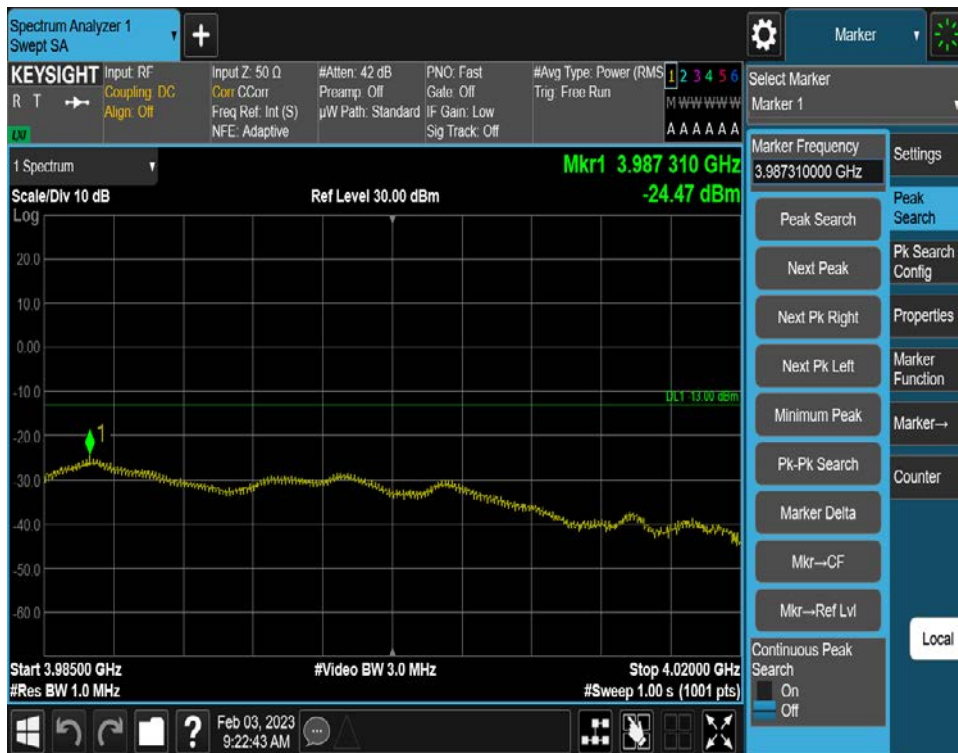 Spectrum Analyzer 1
Swept SA
Marker
KEYSIGHT
R T
LXI
Input: RF
Coupling: DC
Align: Off
Input Z: 50 Ω
Corr CCorr
Freq Ref: Int (S)
NFE: Adaptive
#Atten: 42 dB
Preamp: Off
µW Path: Standard
PNO: Fast
Gate: Off
IF Gain: Low
Sig Track: Off
#Avg Type: Power (RMS
Trig: Free Run
1 2 3 4 5 6
M W W W W W
A A A A A A
Select Marker
Marker 1
1 Spectrum
Mkr1 3.987 310 GHz
Scale/Div 10 dB
Ref Level 30.00 dBm
-24.47 dBm
Log
20.0
10.0
0.00
-10.0
-20.0
-30.0
-40.0
-50.0
-60.0
DL1 -13.00 dBm
1
Start 3.98500 GHz
#Video BW 3.0 MHz
Stop 4.02000 GHz
#Res BW 1.0 MHz
#Sweep 1.00 s (1001 pts)
Marker Frequency
3.987310000 GHz
Peak Search
Next Peak
Next Pk Right
Next Pk Left
Minimum Peak
Pk-Pk Search
Marker Delta
Mkr→CF
Mkr→Ref Lvl
Continuous Peak
Search
On
Off
Settings
Peak
Search
Pk Search
Config
Properties
Marker
Function
Marker→
Counter
Local
Feb 03, 2023
9:22:43 AM